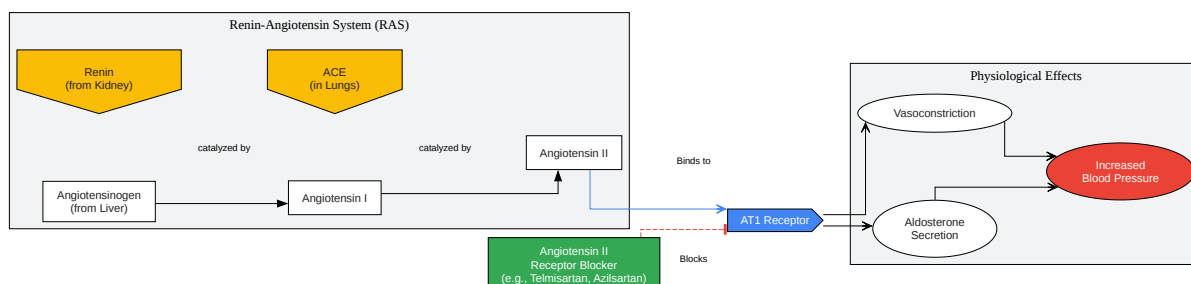 Renin-Angiotensin System (RAS)
Renin
(from Kidney)
ACE
(in Lungs)
catalyzed by
catalyzed by
Angiotensinogen
(from Liver)
Angiotensin I
Angiotensin II
Binds to
AT1 Receptor
Angiotensin II
Receptor Blocker
(e.g., Telmisartan, Azilsartan)
Blocks
Physiological Effects
Vasoconstriction
Aldosterone
Secretion
Increased
Blood Pressure